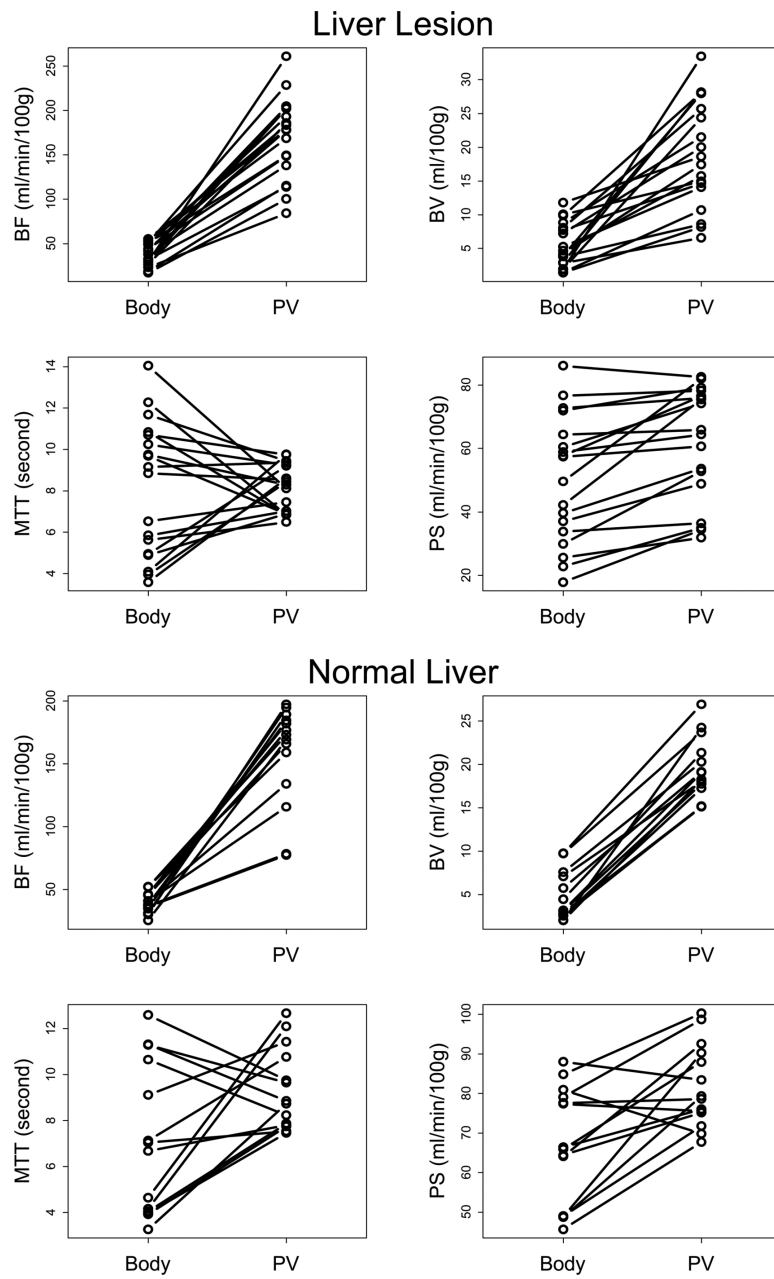 Liver Lesion
BF (ml/min/100g)
250
200
150
100
50
Body PV
BV (ml/100g)
30
25
20
15
10
5
Body PV
MTT (second)
14
12
10
8
6
4
Body PV
PS (ml/min/100g)
80
60
40
20
Body PV
Normal Liver
BF (ml/min/100g)
200
150
100
50
Body PV
BV (ml/100g)
25
20
15
10
5
Body PV
MTT (second)
12
10
8
6
4
Body PV
PS (ml/min/100g)
100
90
80
70
60
50
Body PV